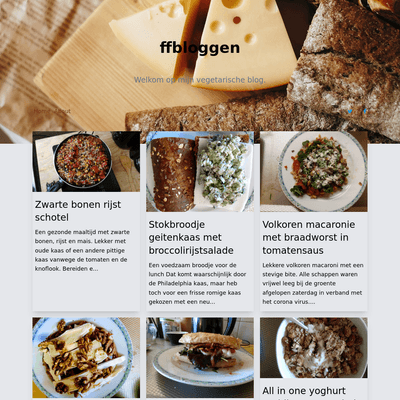 ffbloggen
Welkom op mijn vegetarische blog.
Zwarte bonen rijst
schotel
Een gezonde maaltijd met zwarte
bonen, rijst en mais. Lekker met
oude kaas of een andere pittige
kaas vanwege de tomaten en de
knoflook. Bereiden e...
Stokbroodje
geitenkaas met
broccolirijstsalade
Een voedzaam broodje voor de
lunch Dat komt waarschijnlijk door
de Philadelphia kaas, maar heb
toch voor een frisse romige kaas
gekozen met een neu...
Volkoren macaronie
met braadworst in
tomatensaus
Lekkere volkoren macaroni met een
stevige bite. Alle schappen waren
vrijwel leeg bij de groente
afgelopen zaterdag in verband met
het corona virus....
All in one yoghurt